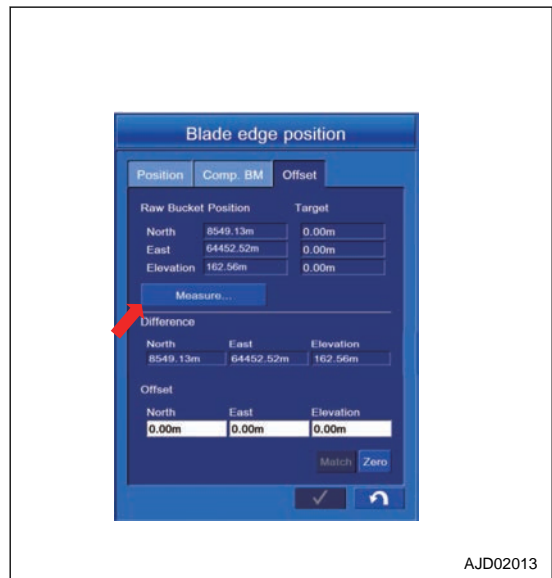 Blade edge position
Position Comp. BM Offset
Raw Bucket Position Target
North 8549.13m 0.00m
East 64452.52m 0.00m
Elevation 162.56m 0.00m
Measure...
Difference
North East Elevation
8549.13m 64452.52m 162.56m
Offset
North East Elevation
0.00m 0.00m 0.00m
Match Zero
AJD02013